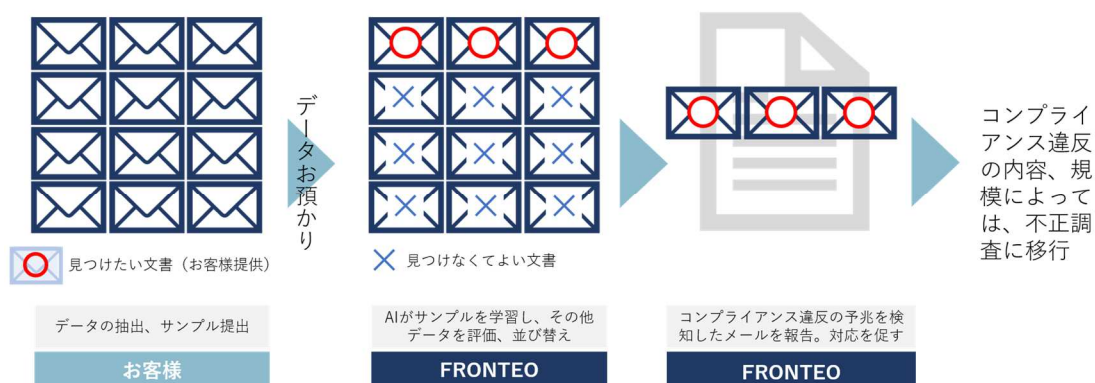 データお預かり
コンプライ
アンス違反
の内容、規
模によって
は、不正調
査に移行
見つけたい文書（お客様提供）
見つけなくてよい文書
データの抽出、サンプル提出
お客様
AIがサンプルを学習し、その他
データを評価、並び替え
FRONTEO
コンプライアンス違反の予兆を検
知したメールを報告。対応を促す
FRONTEO